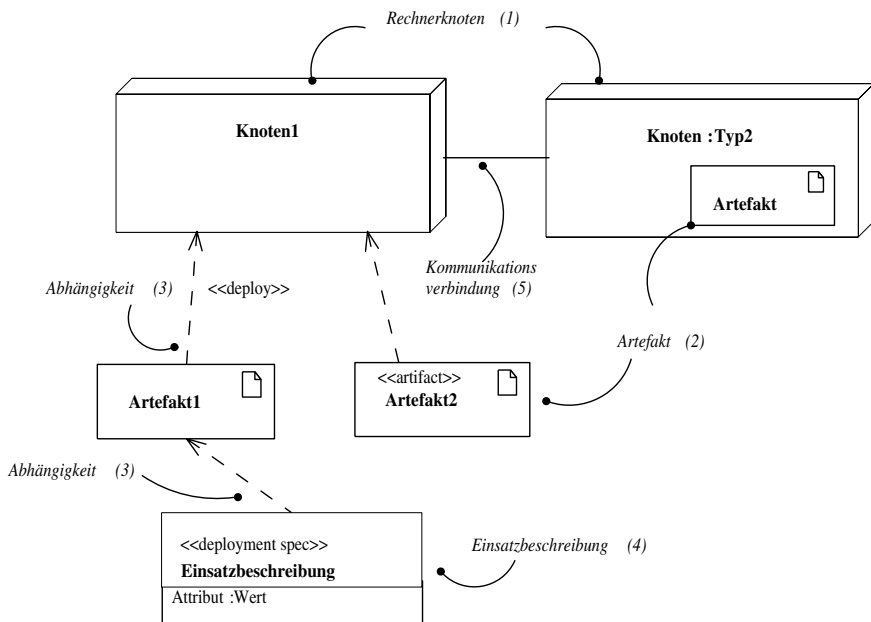 Rechnerknoten (1)
Knoten1
Knoten :Typ2
Artefakt
Kommunikations
verbindung (5)
Abhängigkeit (3)
<<deploy>>
Artefakt (2)
Artefakt1
<<artifact>>
Artefakt2
Abhängigkeit (3)
<<deployment spec>>
Einsatzbeschreibung
Attribut :Wert
Einsatzbeschreibung (4)